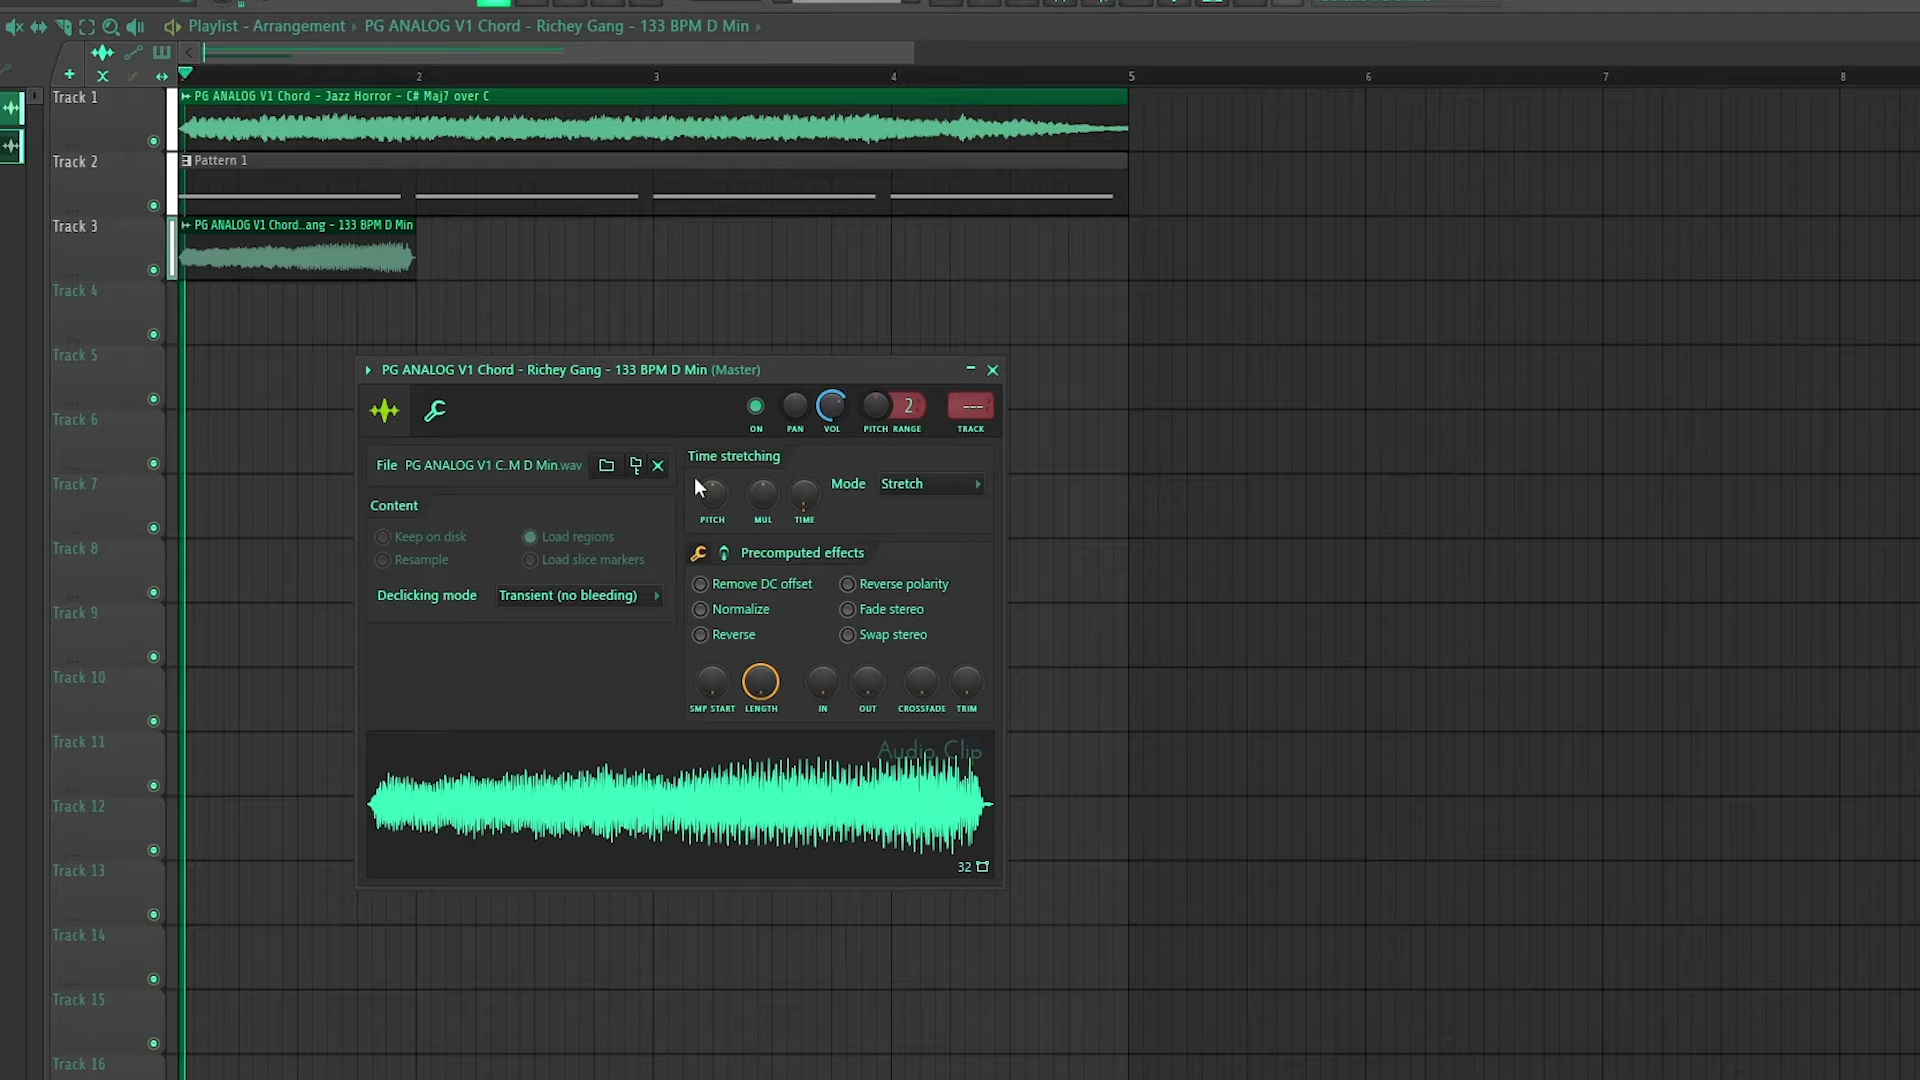 Playlist - Arrangement › PG ANALOG V1 Chord - Richey Gang - 133 BPM D Min ›
2 3 4 5 6 7 8
Track 1
PG ANALOG V1 Chord - Jazz Horror - C# Maj7 over C
Track 2
Pattern 1
Track 3
PG ANALOG V1 Chord..ang - 133 BPM D Min
Track 4
Track 5
PG ANALOG V1 Chord - Richey Gang - 133 BPM D Min (Master)
Track 6
2 ---
ON PAN VOL PITCH RANGE TRACK
Track 7
File PG ANALOG V1 C..M D Min.wav
Time stretching
Mode Stretch
PITCH MUL TIME
Content
Keep on disk Load regions
Resample Load slice markers
Declicking mode Transient (no bleeding)
Precomputed effects
Remove DC offset Reverse polarity
Normalize Fade stereo
Reverse Swap stereo
SMP START LENGTH IN OUT CROSSFADE TRIM
Audio Clip
32
Track 8
Track 9
Track 10
Track 11
Track 12
Track 13
Track 14
Track 15
Track 16